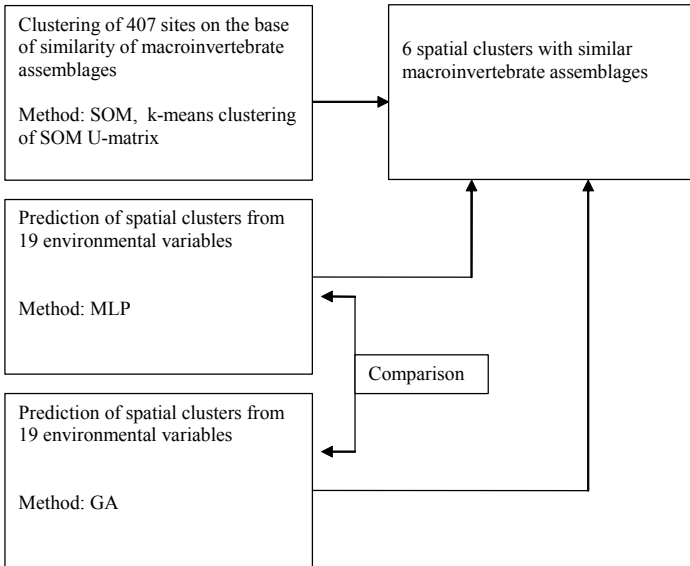 Clustering of 407 sites on the base
of similarity of macroinvertebrate
assemblages
Method: SOM, k-means clustering
of SOM U-matrix
6 spatial clusters with similar
macroinvertebrate assemblages
Prediction of spatial clusters from
19 environmental variables
Method: MLP
Comparison
Prediction of spatial clusters from
19 environmental variables
Method: GA